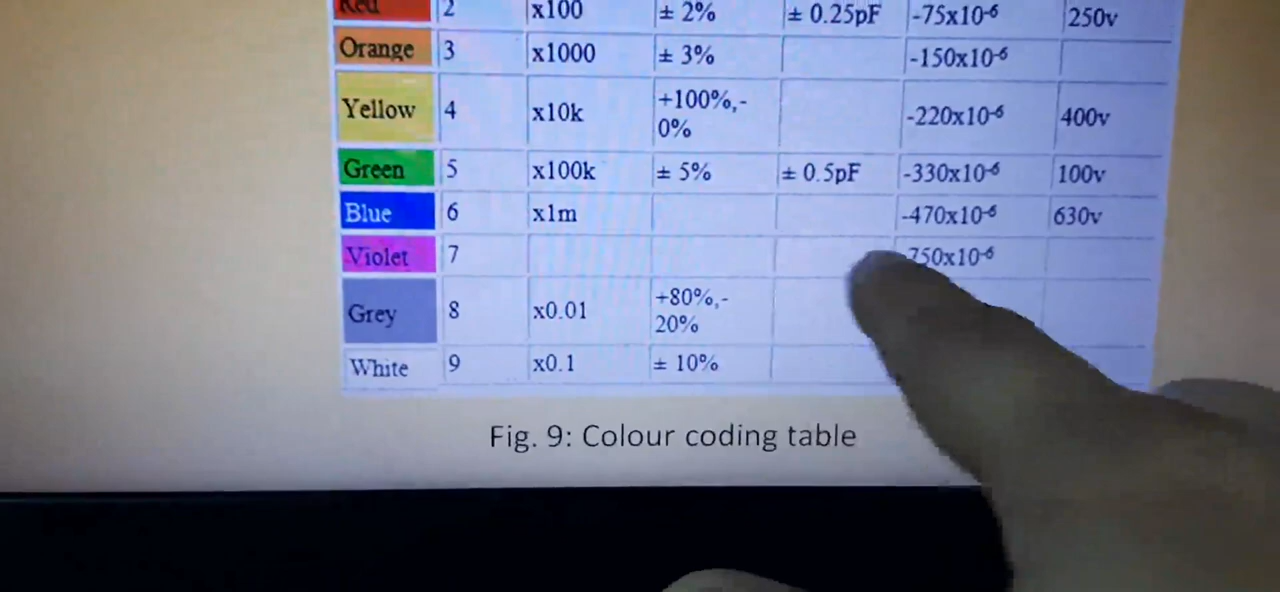 Red 2 x100 ± 2% ± 0.25pF -75x10-6 250v
Orange 3 x1000 ± 3% -150x10-6
Yellow 4 x10k +100%,- 0% -220x10-6 400v
Green 5 x100k ± 5% ± 0.5pF -330x10-6 100v
Blue 6 x1m -470x10-6 630v
Violet 7 -750x10-6
Grey 8 x0.01 +80%,- 20%
White 9 x0.1 ± 10%
Fig. 9: Colour coding table